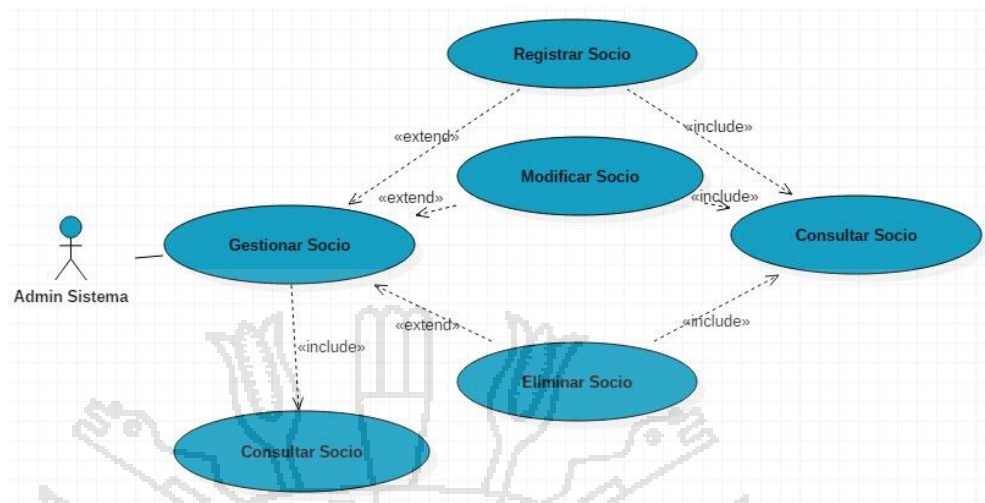 Registrar Socio
«extend»
«include»
Modificar Socio
«extend»
«include»
Gestionar Socio
Consultar Socio
Admin Sistema
«extend»
«include»
«include»
Eliminar Socio
Consultar Socio